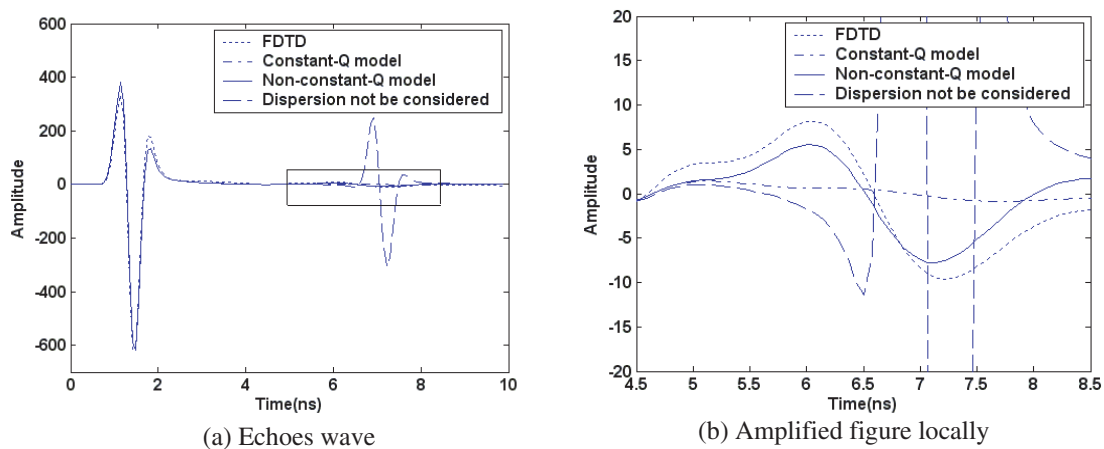 600
400
200
0
-200
-400
-600
Amplitude
0
2
4
6
8
10
Time(ns)
FDTD
Constant-Q model
Non-constant-Q model
Dispersion not be considered
(a) Echoes wave
20
15
10
5
0
-5
-10
-15
-20
Amplitude
4.5
5
5.5
6
6.5
7
7.5
8
8.5
Time(ns)
FDTD
Constant-Q model
Non-constant-Q model
Dispersion not be considered
(b) Amplified figure locally